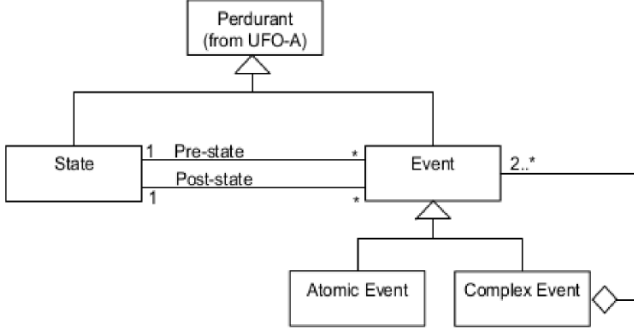 Perdurant
(from UFO-A)
State
1 Pre-state *
Post-state
1 *
Event
2..*
Atomic Event
Complex Event